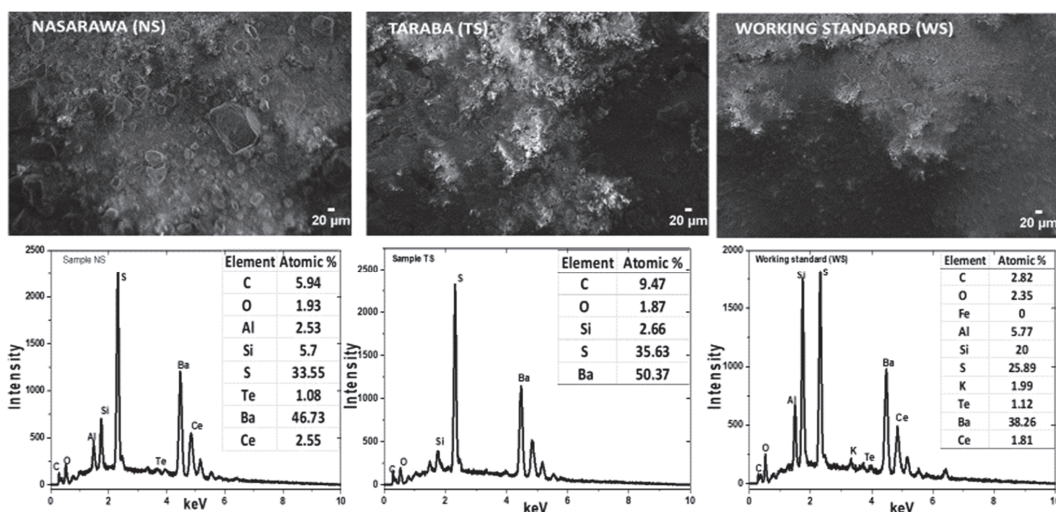 NASARAWA (NS)
20 µm
TARABA (TS)
20 µm
WORKING STANDARD (WS)
20 µm
2500
2000
1500
1000
500
0
Intensity
Sample NS
C
O
Al
Si
S
Te
Ba
Ce
0 2 4 6 8 10
keV
Element Atomic %
C 5.94
O 1.93
Al 2.53
Si 5.7
S 33.55
Te 1.08
Ba 46.73
Ce 2.55
2500
2000
1500
1000
500
0
Intensity
Sample TS
C
O
Si
S
Ba
0 2 4 6 8 10
keV
Element Atomic %
C 9.47
O 1.87
Si 2.66
S 35.63
Ba 50.37
2000
1500
1000
500
0
Intensity
Working standard (WS)
C
O
Al
Si
S
K
Te
Ba
Ce
0 2 4 6 8 10
keV
Element Atomic %
C 2.82
O 2.35
Fe 0
Al 5.77
Si 20
S 25.89
K 1.99
Te 1.12
Ba 38.26
Ce 1.81